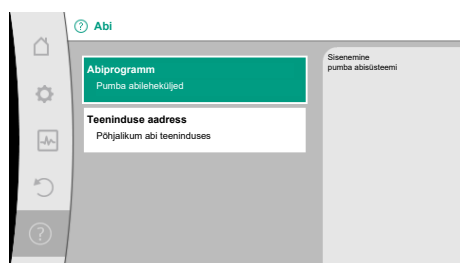 Abi
Abiprogramm
Pumba abileheküljed
Teeninduse aadress
Põhjalikum abi teeninduses
Sisenemine
pumba abisüsteemi